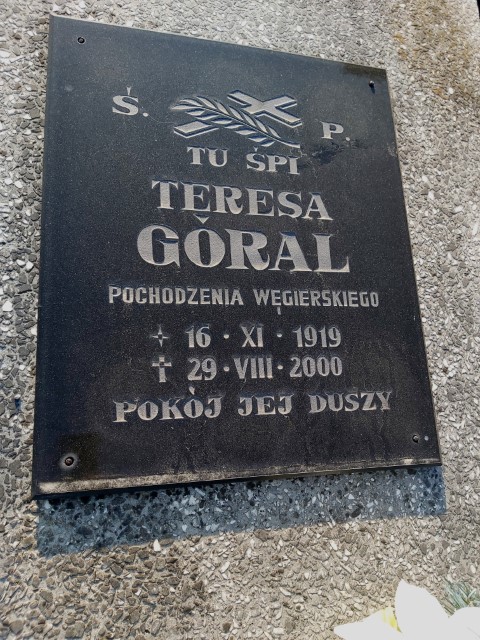 Ś. P.
TU ŚPI
TERESA
GÓRAL
POCHODZENIA WĘGIERSKIEGO
16 · XI · 1919
✝ 29 · VIII · 2000
POKÓJ JEJ DUSZY